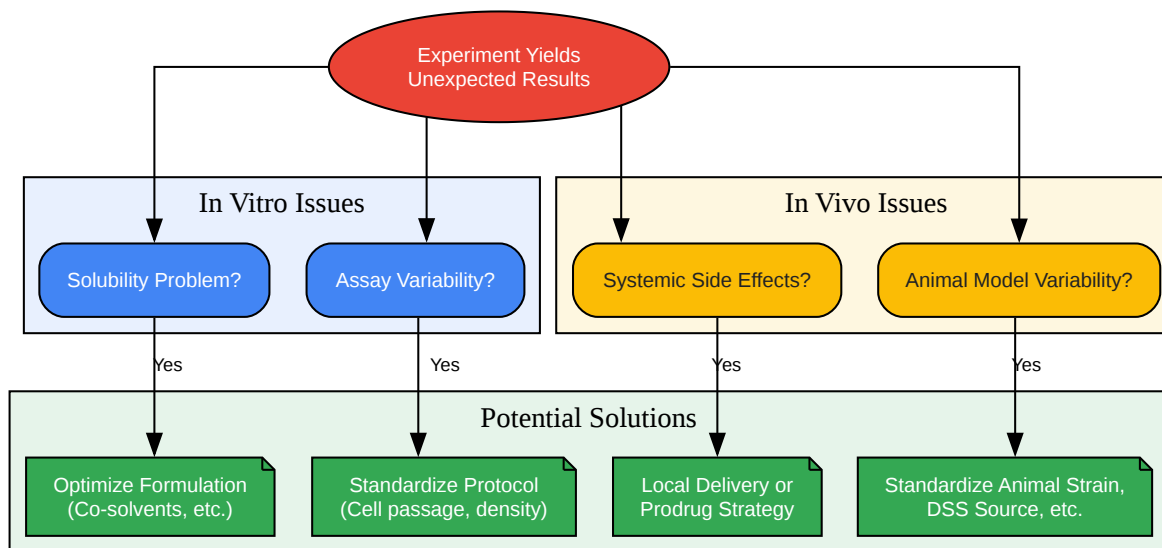 Experiment Yields
Unexpected Results
In Vitro Issues
In Vivo Issues
Solubility Problem?
Assay Variability?
Systemic Side Effects?
Animal Model Variability?
Yes
Yes
Yes
Yes
Potential Solutions
Optimize Formulation
(Co-solvents, etc.)
Standardize Protocol
(Cell passage, density)
Local Delivery or
Prodrug Strategy
Standardize Animal Strain,
DSS Source, etc.